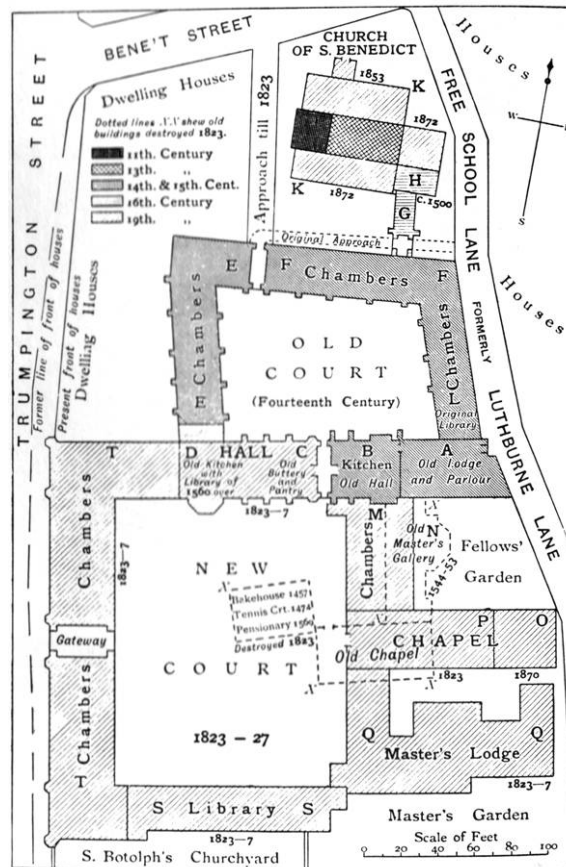 BENE'T STREET
CHURCH
OF S. BENEDICT
Houses
Dwelling Houses
Dotted lines X X shew old
buildings destroyed 1823.
11th. Century
13th. „
14th & 15th. Cent.
16th. Century
19th. „
Approach till 1823
1853
K
1872
H
c. 1500
G
K
1872
W
S
FREE SCHOOL LANE FORMERLY LUTHBURNE LANE
Houses
TRUMPINGTON STREET
Former line of front of houses
Present front of houses
Dwelling Houses
Original Approach
E
F
Chambers
F
Chambers
E
OLD
COURT
(Fourteenth Century)
Chambers
L
Original
Library
T
D HALL C
Old Kitchen
with
Library of
1560 over
Old
Buttery
and
Pantry
1823-7
B
Kitchen
Old Hall
A
Old Lodge
and Parlour
Chambers
1823-7
M
Chambers
X
N
Old
Master's
Gallery
1544-53
Fellows'
Garden
NEW
X
Bakehouse 1457
Tennis Crt. 1474
Pensionary 1569
Destroyed 1823
COURT
Gateway
P O
CHAPEL
Old Chapel
1823
1870
X
X
1823-27
Chambers
T
Q
Master's Lodge
Q
1823-7
S Library S
1823-7
Master's Garden
S. Botolph's Churchyard
Scale of Feet
0 20 40 60 80 100